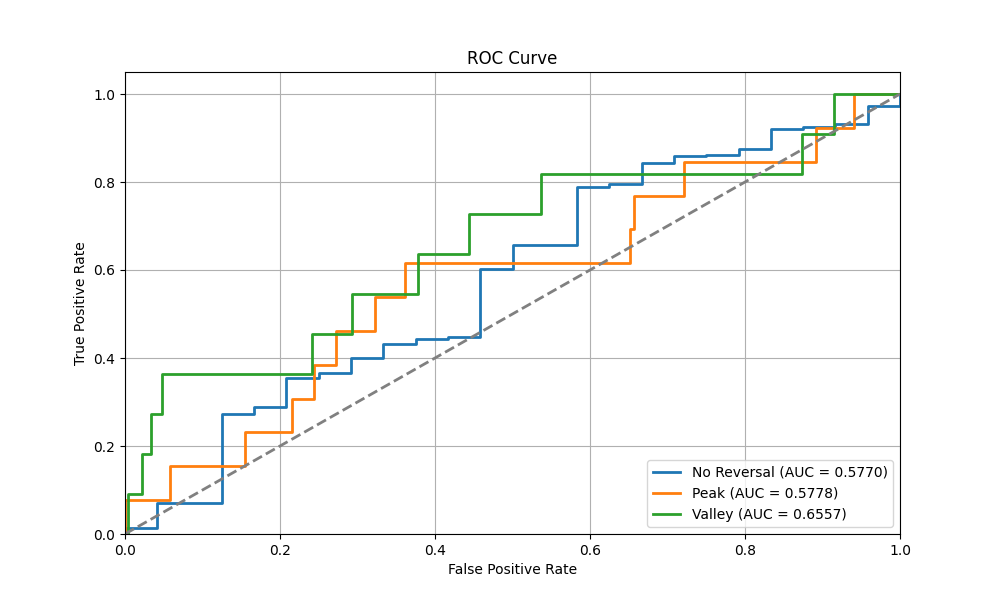 ROC Curve
True Positive Rate
1.0
0.8
0.6
0.4
0.2
0.0
0.0 0.2 0.4 0.6 0.8 1.0
False Positive Rate
No Reversal (AUC = 0.5770)
Peak (AUC = 0.5778)
Valley (AUC = 0.6557)